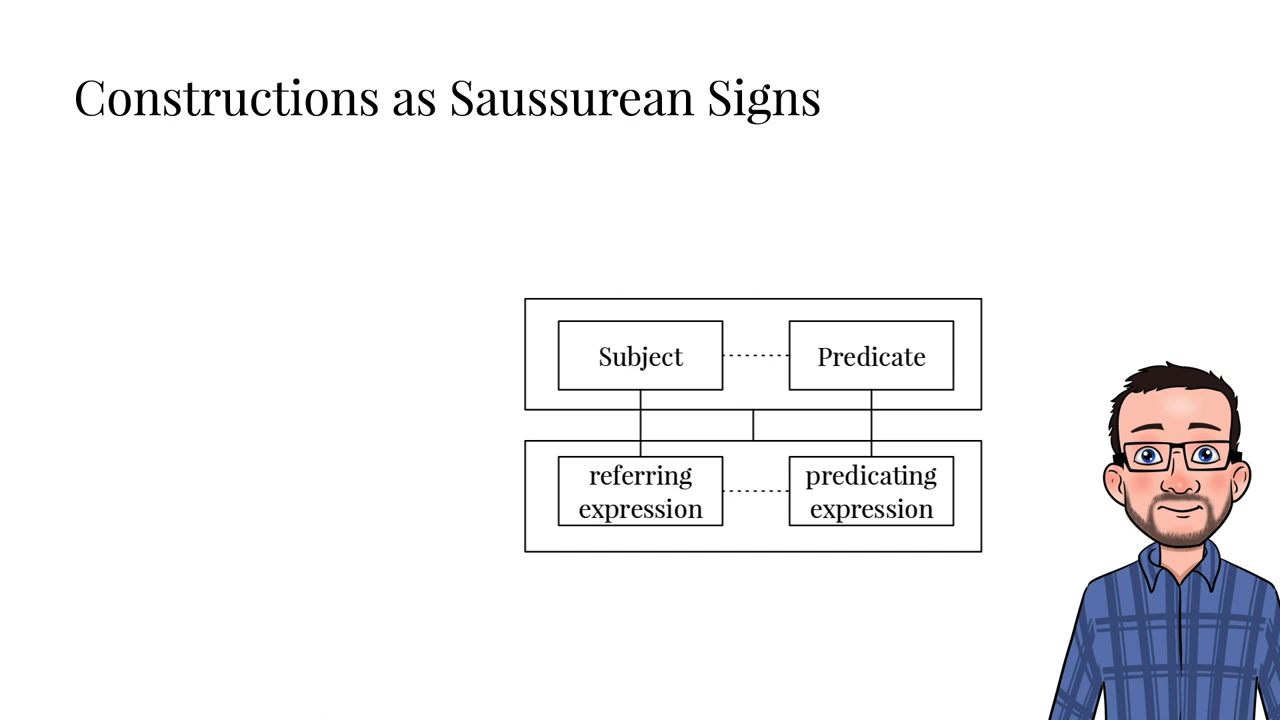 Constructions as Saussurean Signs
Subject
Predicate
referring
expression
predicating
expression